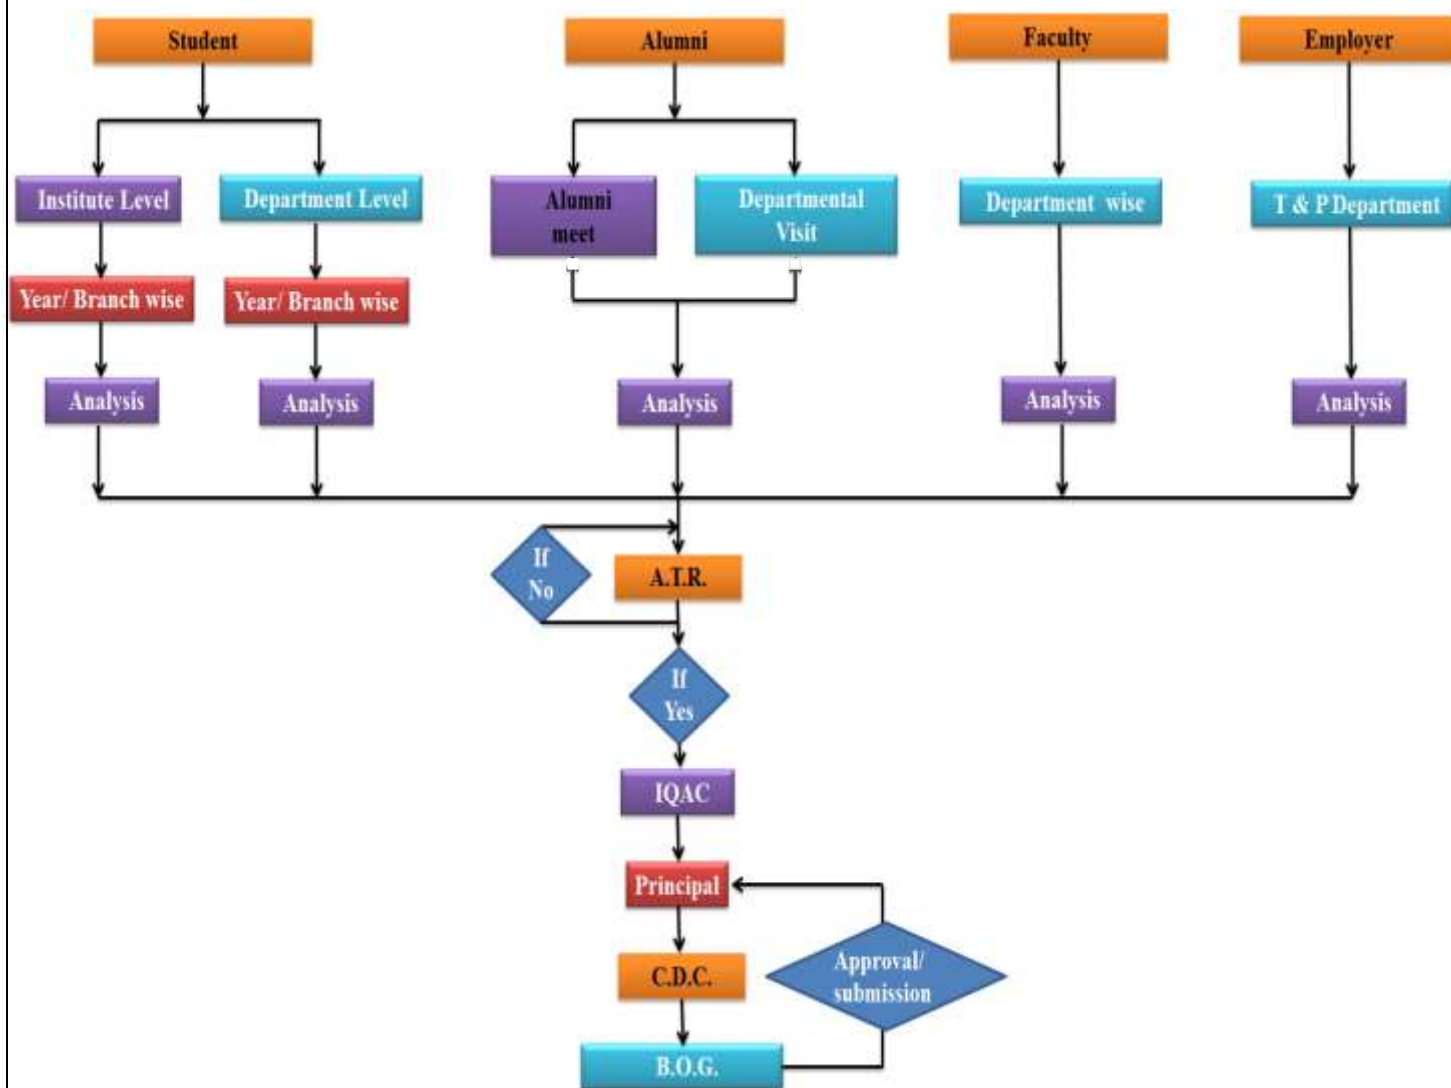 Student
Alumni
Faculty
Employer
Institute Level
Department Level
Alumni
meet
Departmental
Visit
Department wise
T & P Department
Year/ Branch wise
Year/ Branch wise
Analysis
Analysis
Analysis
Analysis
Analysis
If
No
A.T.R.
If
Yes
IQAC
Principal
C.D.C.
Approval/
submission
B.O.G.